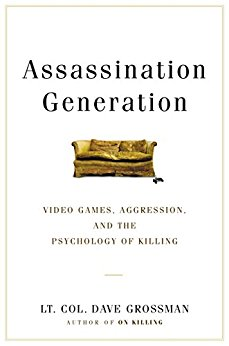 Assassination
Generation
VIDEO GAMES, AGGRESSION,
AND THE
PSYCHOLOGY OF KILLING
LT. COL. DAVE GROSSMAN
AUTHOR OF ON KILLING